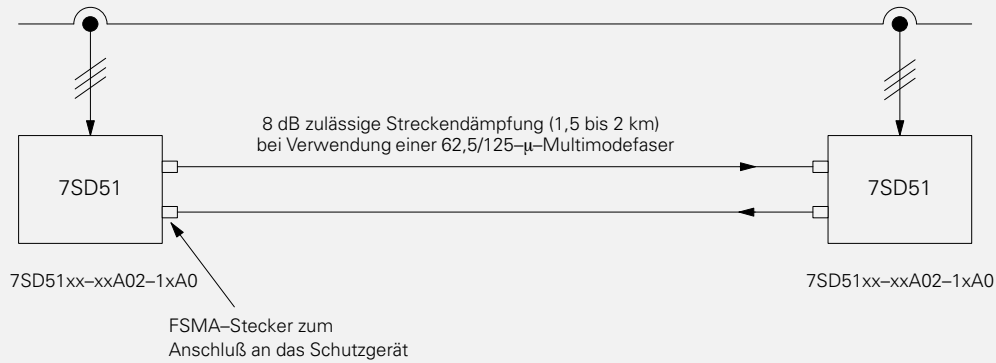 8 dB zulässige Streckendämpfung (1,5 bis 2 km)
bei Verwendung einer 62,5/125–μ–Multimodefaser
7SD51
7SD51
7SD51xx–xxA02–1xA0
7SD51xx–xxA02–1xA0
FSMA–Stecker zum
Anschluß an das Schutzgerät